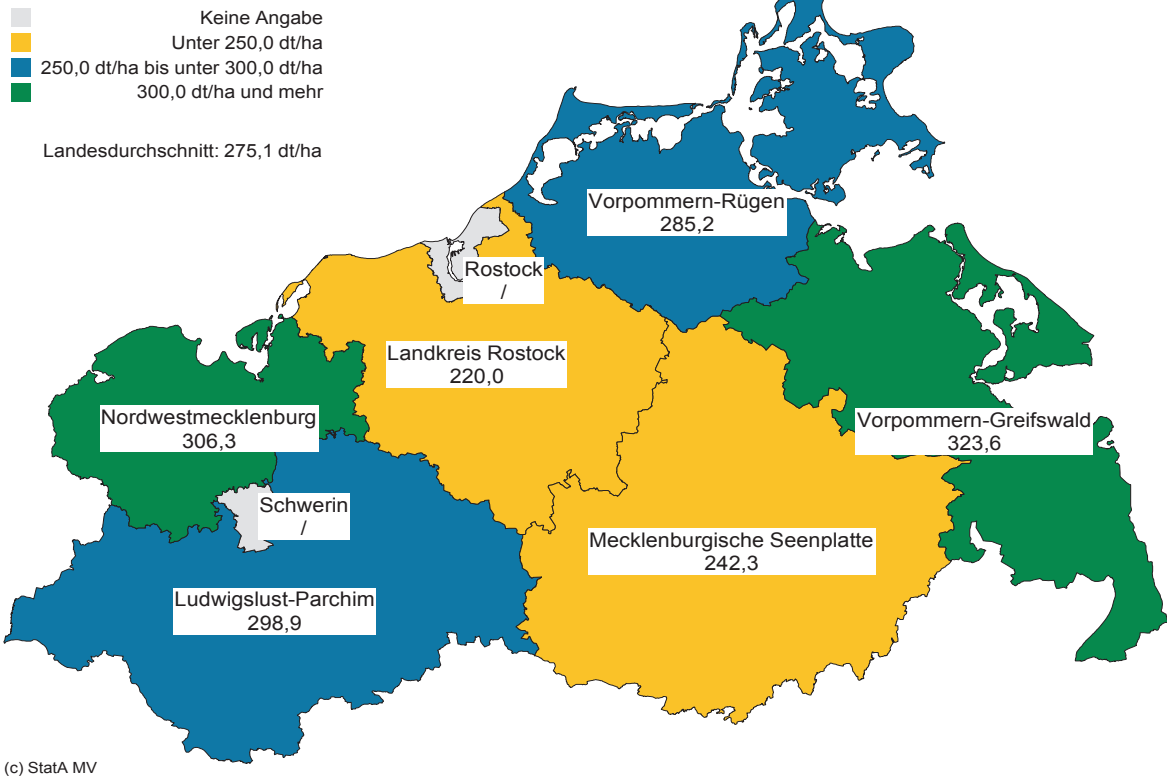 Keine Angabe
Unter 250,0 dt/ha
250,0 dt/ha bis unter 300,0 dt/ha
300,0 dt/ha und mehr
Landesdurchschnitt: 275,1 dt/ha
Vorpommern-Rügen
285,2
Rostock
/
Landkreis Rostock
220,0
Nordwestmecklenburg
306,3
Vorpommern-Greifswald
323,6
Schwerin
/
Mecklenburgische Seenplatte
242,3
Ludwigslust-Parchim
298,9
(c) StatA MV